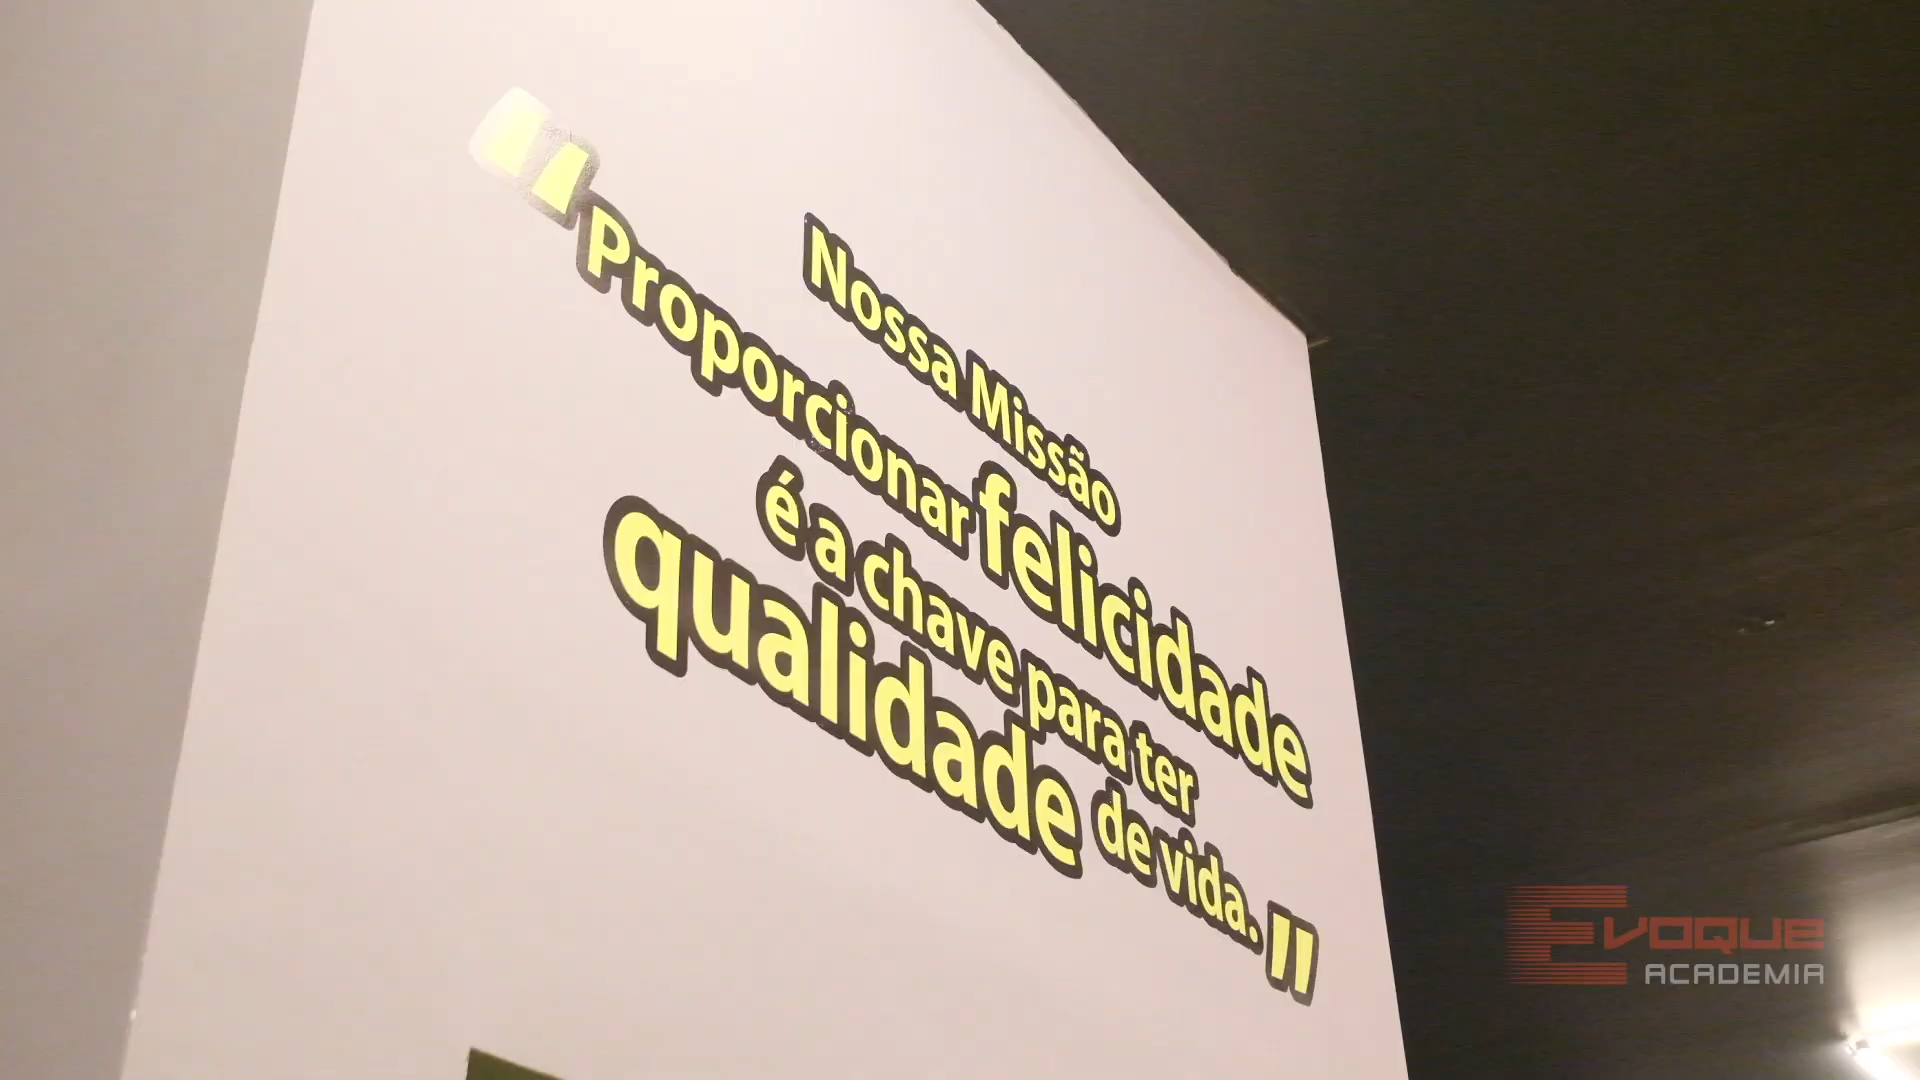 Nossa Missão
"Proporcionar felicidade
é a chave para ter
qualidade de vida."
EVOQUE
ACADEMIA